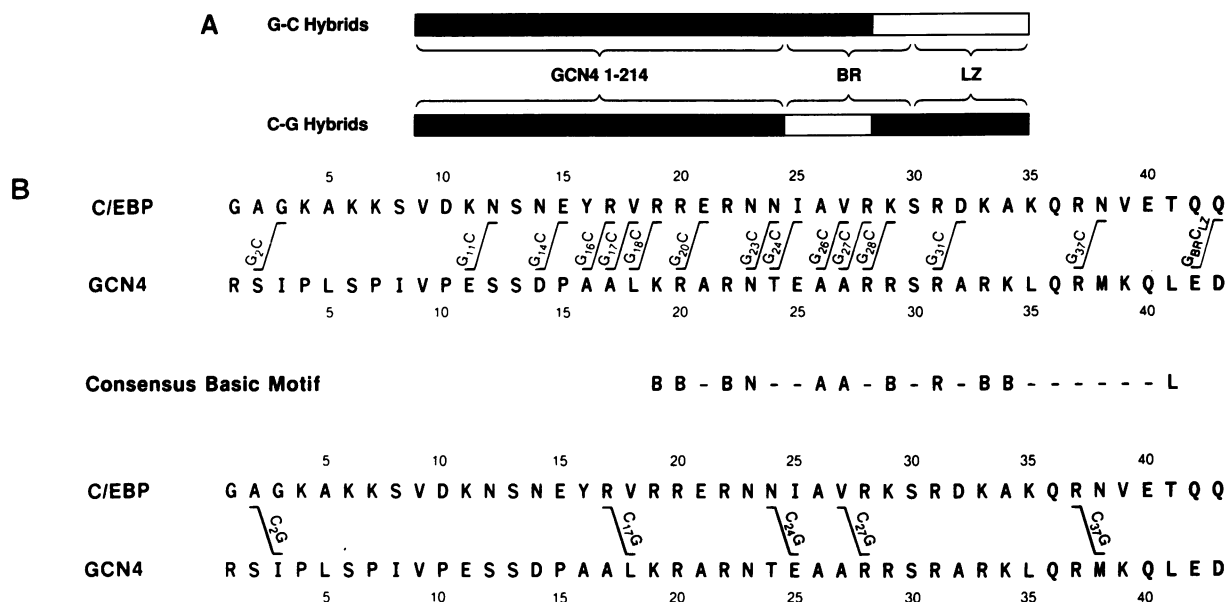 A
G-C Hybrids
GCN4 1-214 BR LZ
C-G Hybrids
B
5 10 15 20 25 30 35 40
C/EBP G A G K A K K S V D K N S N E Y R V R R E R N N I A V R K S R D K A K Q R N V E T Q Q
G2C G11C G14C G16C G17C G18C G20C G23C G24C G26C G27C G28C G31C G37C GBRCLZ
GCN4 R S I P L S P I V P E S S D P A A L K R A R N T E A A R R S R A R K L Q R M K Q L E D
5 10 15 20 25 30 35 40
Consensus Basic Motif B B - B N - - A A - B - R - B B - - - - - - L
5 10 15 20 25 30 35 40
C/EBP G A G K A K K S V D K N S N E Y R V R R E R N N I A V R K S R D K A K Q R N V E T Q Q
C2G C17G C24G C27G C37G
GCN4 R S I P L S P I V P E S S D P A A L K R A R N T E A A R R S R A R K L Q R M K Q L E D
5 10 15 20 25 30 35 40